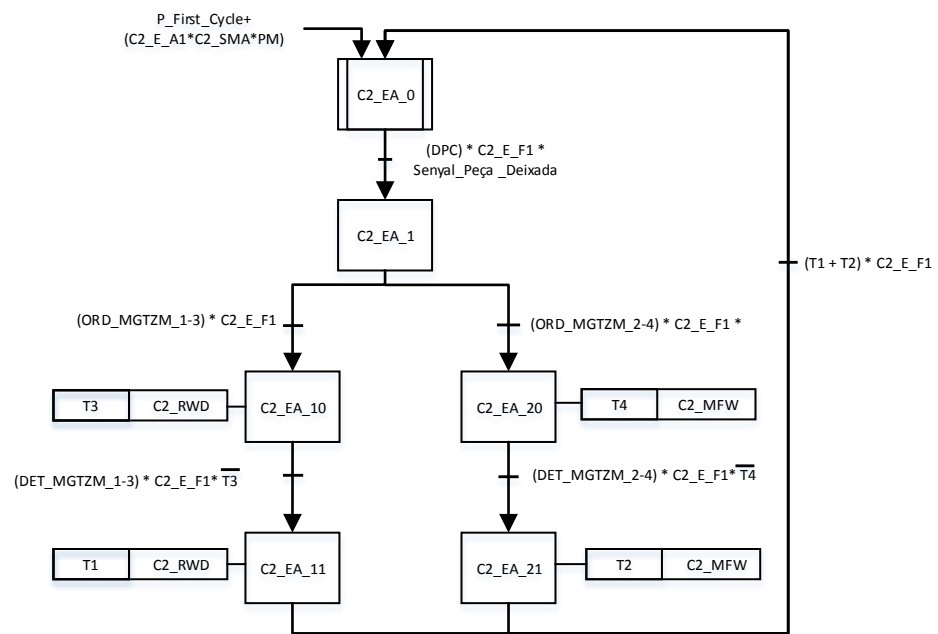 P_First_Cycle+
(C2_E_A1*C2_SMA*PM)
C2_EA_0
(DPC) * C2_E_F1 *
Senyal_Peça _Deixada
C2_EA_1
(T1 + T2) * C2_E_F1
(ORD_MGTZM_1-3) * C2_E_F1
(ORD_MGTZM_2-4) * C2_E_F1 *
T3
C2_RWD
C2_EA_10
C2_EA_20
T4
C2_MFW
(DET_MGTZM_1-3) * C2_E_F1* T3
(DET_MGTZM_2-4) * C2_E_F1* T4
T1
C2_RWD
C2_EA_11
C2_EA_21
T2
C2_MFW